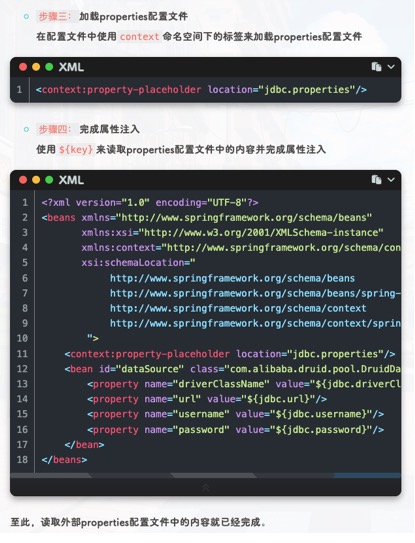 步骤三：加载properties配置文件
在配置文件中使用 context 命名空间下的标签来加载properties配置文件
XML
1 <context:property-placeholder location="jdbc.properties"/>
步骤四：完成属性注入
使用 ${key} 来读取properties配置文件中的内容并完成属性注入
XML
1 <?xml version="1.0" encoding="UTF-8"?>
2 <beans xmlns="http://www.springframework.org/schema/beans"
3 xmlns:xsi="http://www.w3.org/2001/XMLSchema-instance"
4 xmlns:context="http://www.springframework.org/schema/con
5 xsi:schemaLocation="
6 http://www.springframework.org/schema/beans
7 http://www.springframework.org/schema/beans/spring-
8 http://www.springframework.org/schema/context
9 http://www.springframework.org/schema/context/sprin
10 ">
11 <context:property-placeholder location="jdbc.properties"/>
12 <bean id="dataSource" class="com.alibaba.druid.pool.DruidDa
13 <property name="driverClassName" value="${jdbc.driverCl
14 <property name="url" value="${jdbc.url}"/>
15 <property name="username" value="${jdbc.username}"/>
16 <property name="password" value="${jdbc.password}"/>
17 </bean>
18 </beans>
至此，读取外部properties配置文件中的内容就已经完成。